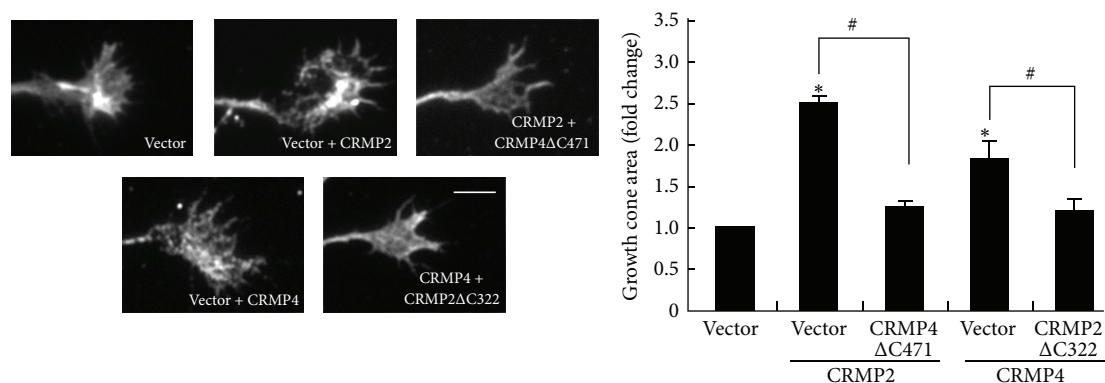 Vector
Vector + CRMP2
CRMP2 +
CRMP4ΔC471
Vector + CRMP4
CRMP4 +
CRMP2ΔC322
Growth cone area (fold change)
3.5
3.0
2.5
2.0
1.5
1.0
0.5
0
*
#
*
#
Vector
Vector
CRMP4
ΔC471
Vector
CRMP2
ΔC322
CRMP2
CRMP4